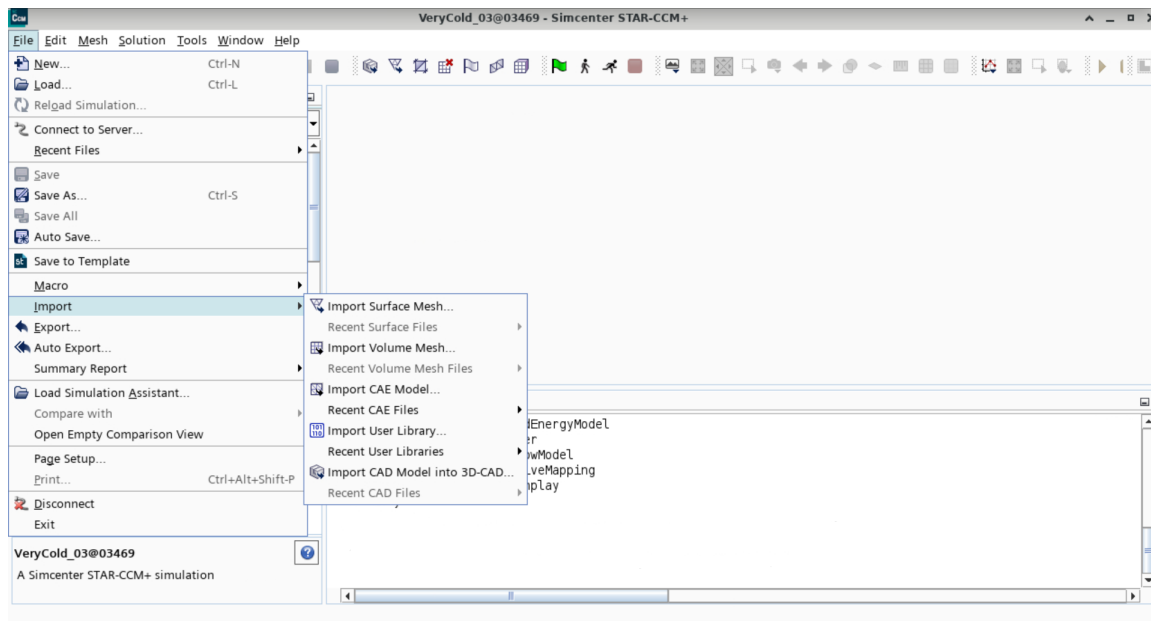 VeryCold_03@03469 - Simcenter STAR-CCM+
File Edit Mesh Solution Tools Window Help
New... Ctrl-N
Load... Ctrl-L
Reload Simulation...
Connect to Server...
Recent Files
Save
Save As... Ctrl-S
Save All
Auto Save...
Save to Template
Macro
Import
Export...
Auto Export...
Summary Report
Load Simulation Assistant...
Compare with
Open Empty Comparison View
Page Setup...
Print... Ctrl+Alt+Shift-P
Disconnect
Exit
Import Surface Mesh...
Recent Surface Files
Import Volume Mesh...
Recent Volume Mesh Files
Import CAE Model...
Recent CAE Files
Import User Library...
Recent User Libraries
Import CAD Model into 3D-CAD...
Recent CAD Files
dEnergyModel
er
owModel
iveMapping
nplay
VeryCold_03@03469
A Simcenter STAR-CCM+ simulation